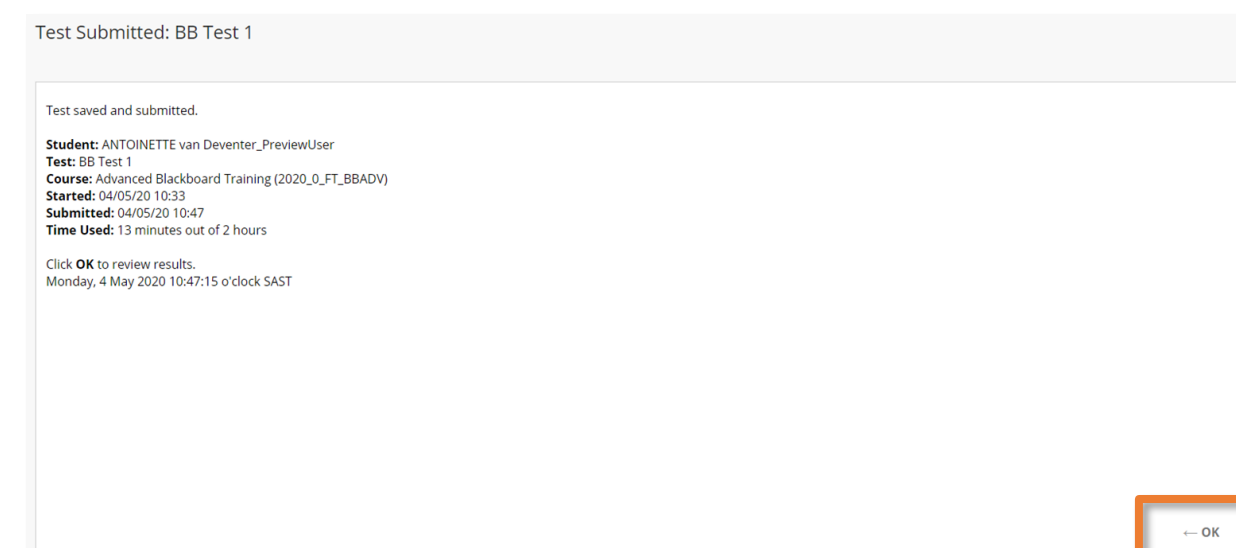 Test Submitted: BB Test 1
Test saved and submitted.
Student: ANTOINETTE van Deventer_PreviewUser
Test: BB Test 1
Course: Advanced Blackboard Training (2020_0_FT_BBADV)
Started: 04/05/20 10:33
Submitted: 04/05/20 10:47
Time Used: 13 minutes out of 2 hours
Click OK to review results.
Monday, 4 May 2020 10:47:15 o'clock SAST
← OK